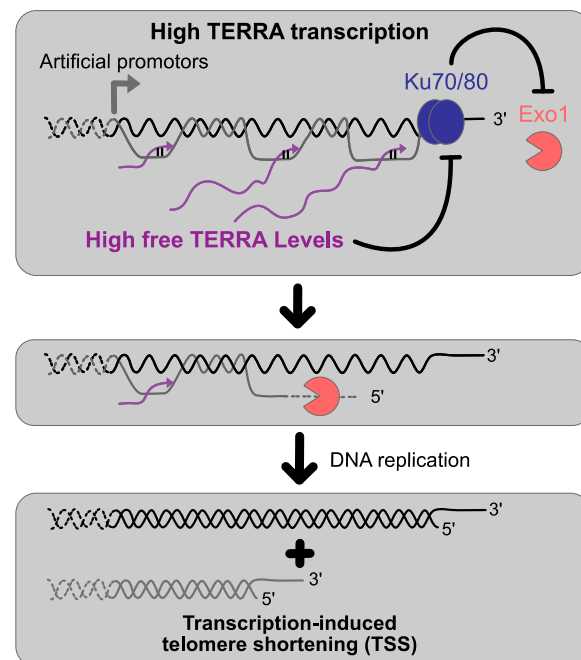 High TERRA transcription
Artificial promotors
Ku70/80
3' Exo1
High free TERRA Levels
3'
5'
DNA replication
3'
5'
3'
5'
Transcription-induced
telomere shortening (TSS)